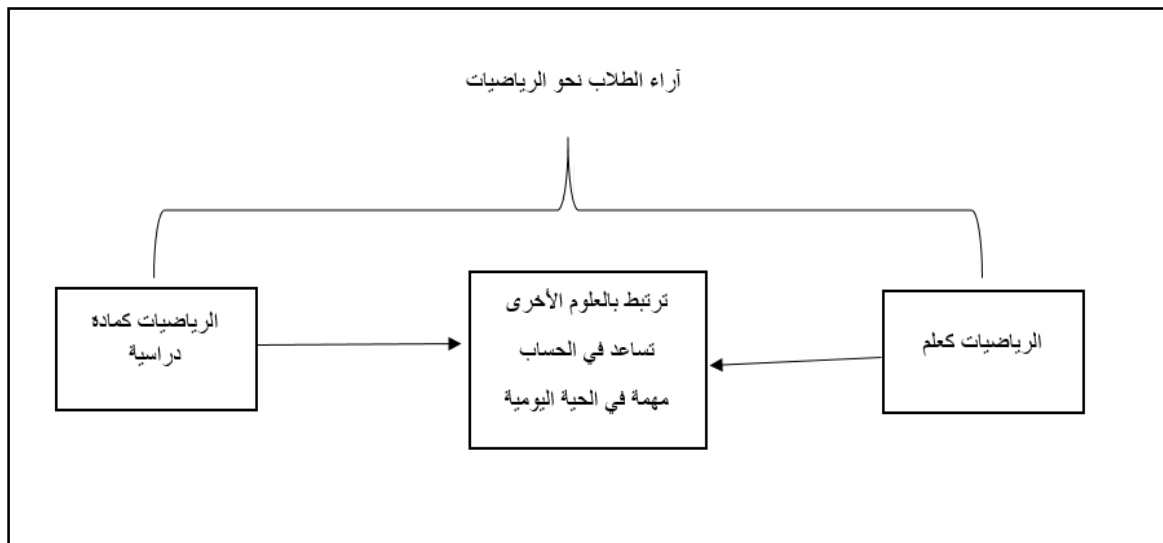 آراء الطلاب نحو الرياضيات
الرياضيات كعلم
ترتبط بالعلوم الأخرى
تساعد في الحساب
مهمة في الحية اليومية
الرياضيات كماده
دراسية